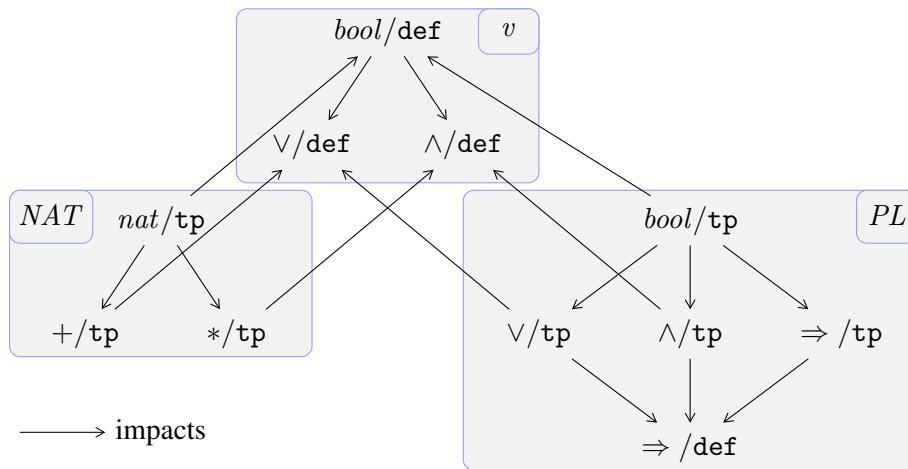 bool/def
v
∨/def
∧/def
NAT
nat/tp
bool/tp
PL
+/tp
∗/tp
∨/tp
∧/tp
⇒ /tp
impacts
⇒ /def